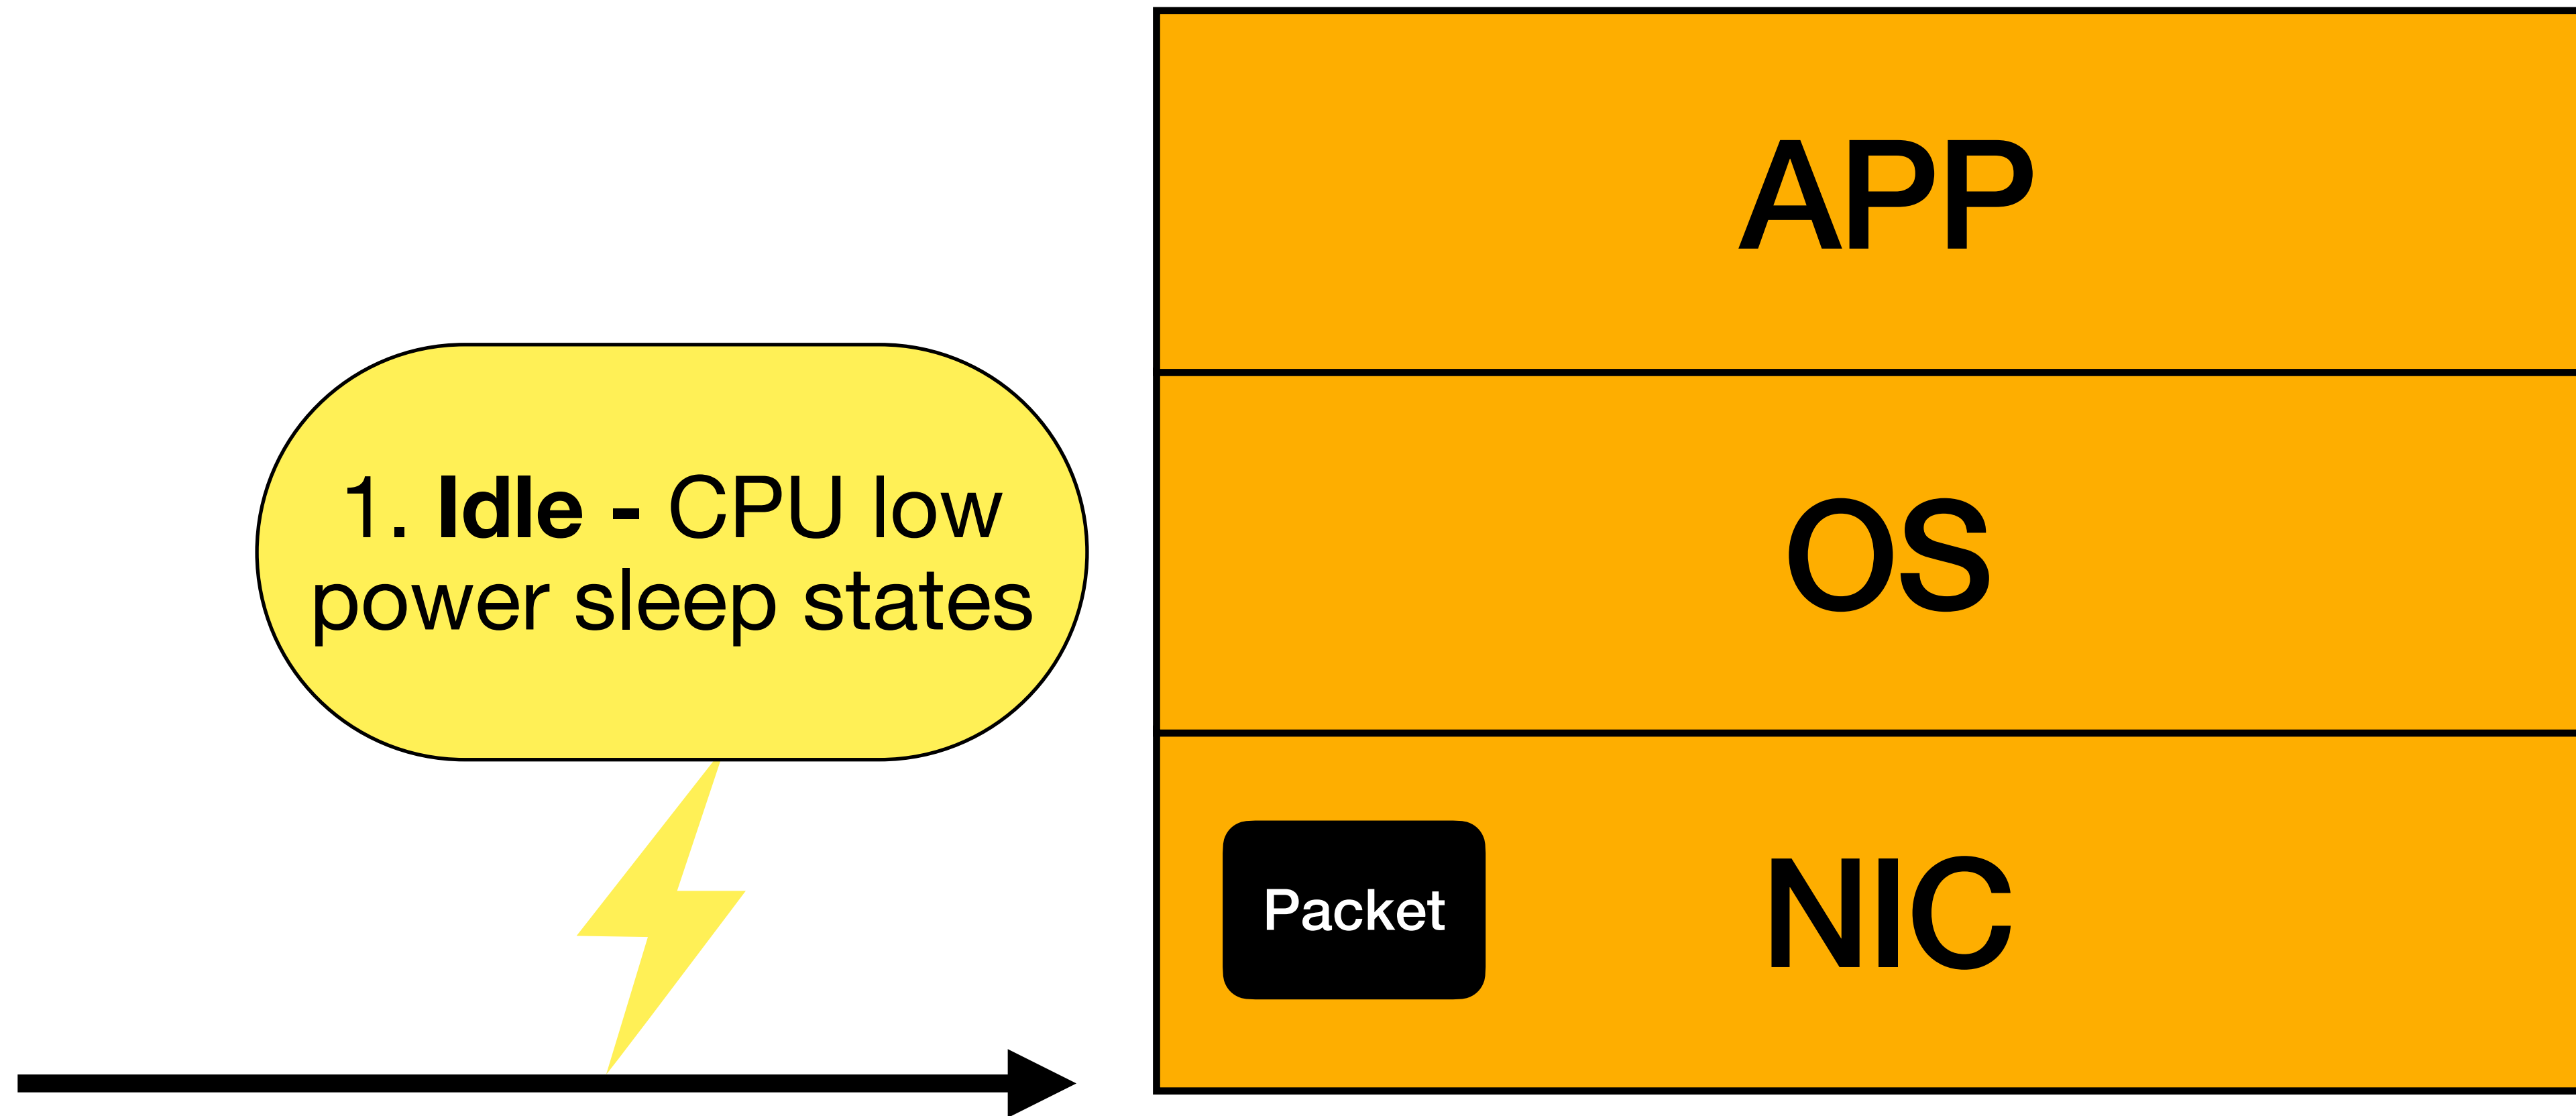 APP
1. Idle - CPU low
power sleep states
OS
Packet
NIC